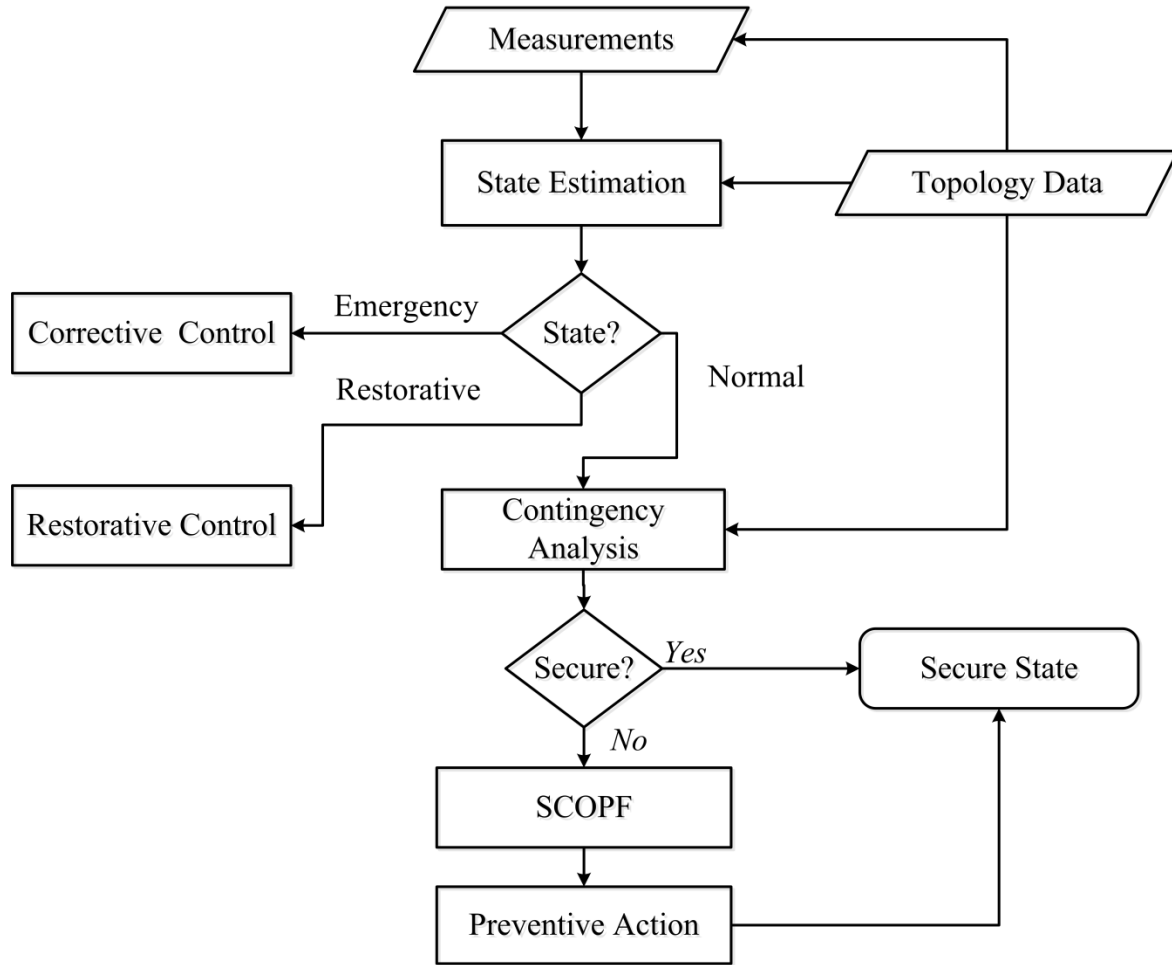 Measurements
State Estimation
Topology Data
Emergency
Corrective Control
State?
Restorative
Normal
Restorative Control
Contingency
Analysis
Secure?
Yes
Secure State
No
SCOPF
Preventive Action